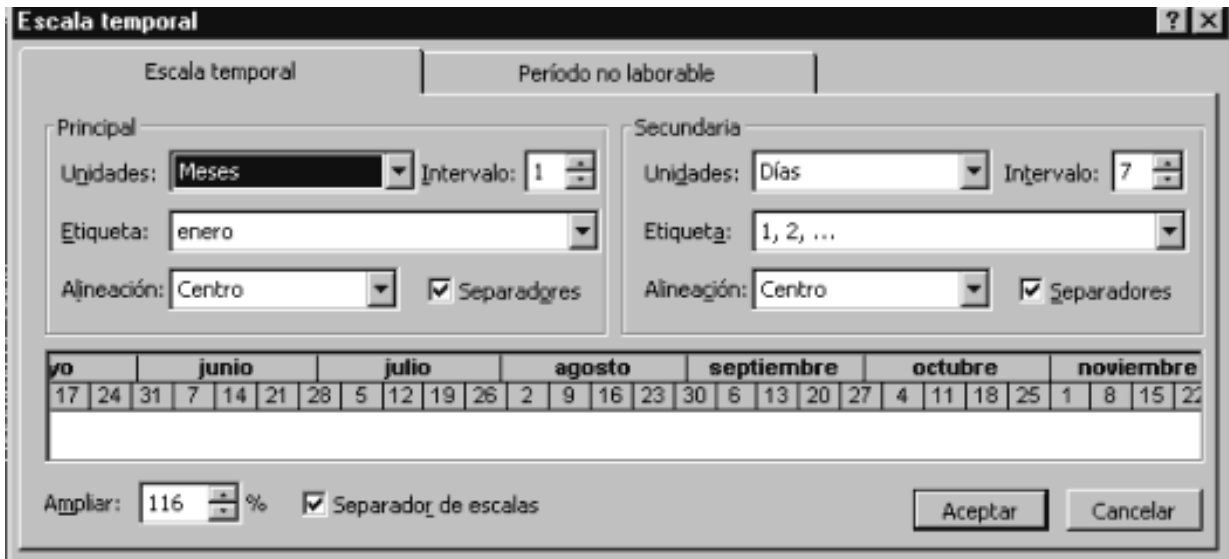 Escala temporal
Escala temporal Período no laborable
Principal Secundaria
Unidades: Meses Intervalo: 1 Unidades: Días Intervalo: 7
Etiqueta: enero Etiqueta: 1, 2, ...
Alineación: Centro Separadores Alineación: Centro Separadores
yo junio julio agosto septiembre octubre noviembre
17 24 31 7 14 21 28 5 12 19 26 2 9 16 23 30 6 13 20 27 4 11 18 25 1 8 15 22
Ampliar: 116 % Separador de escalas Aceptar Cancelar